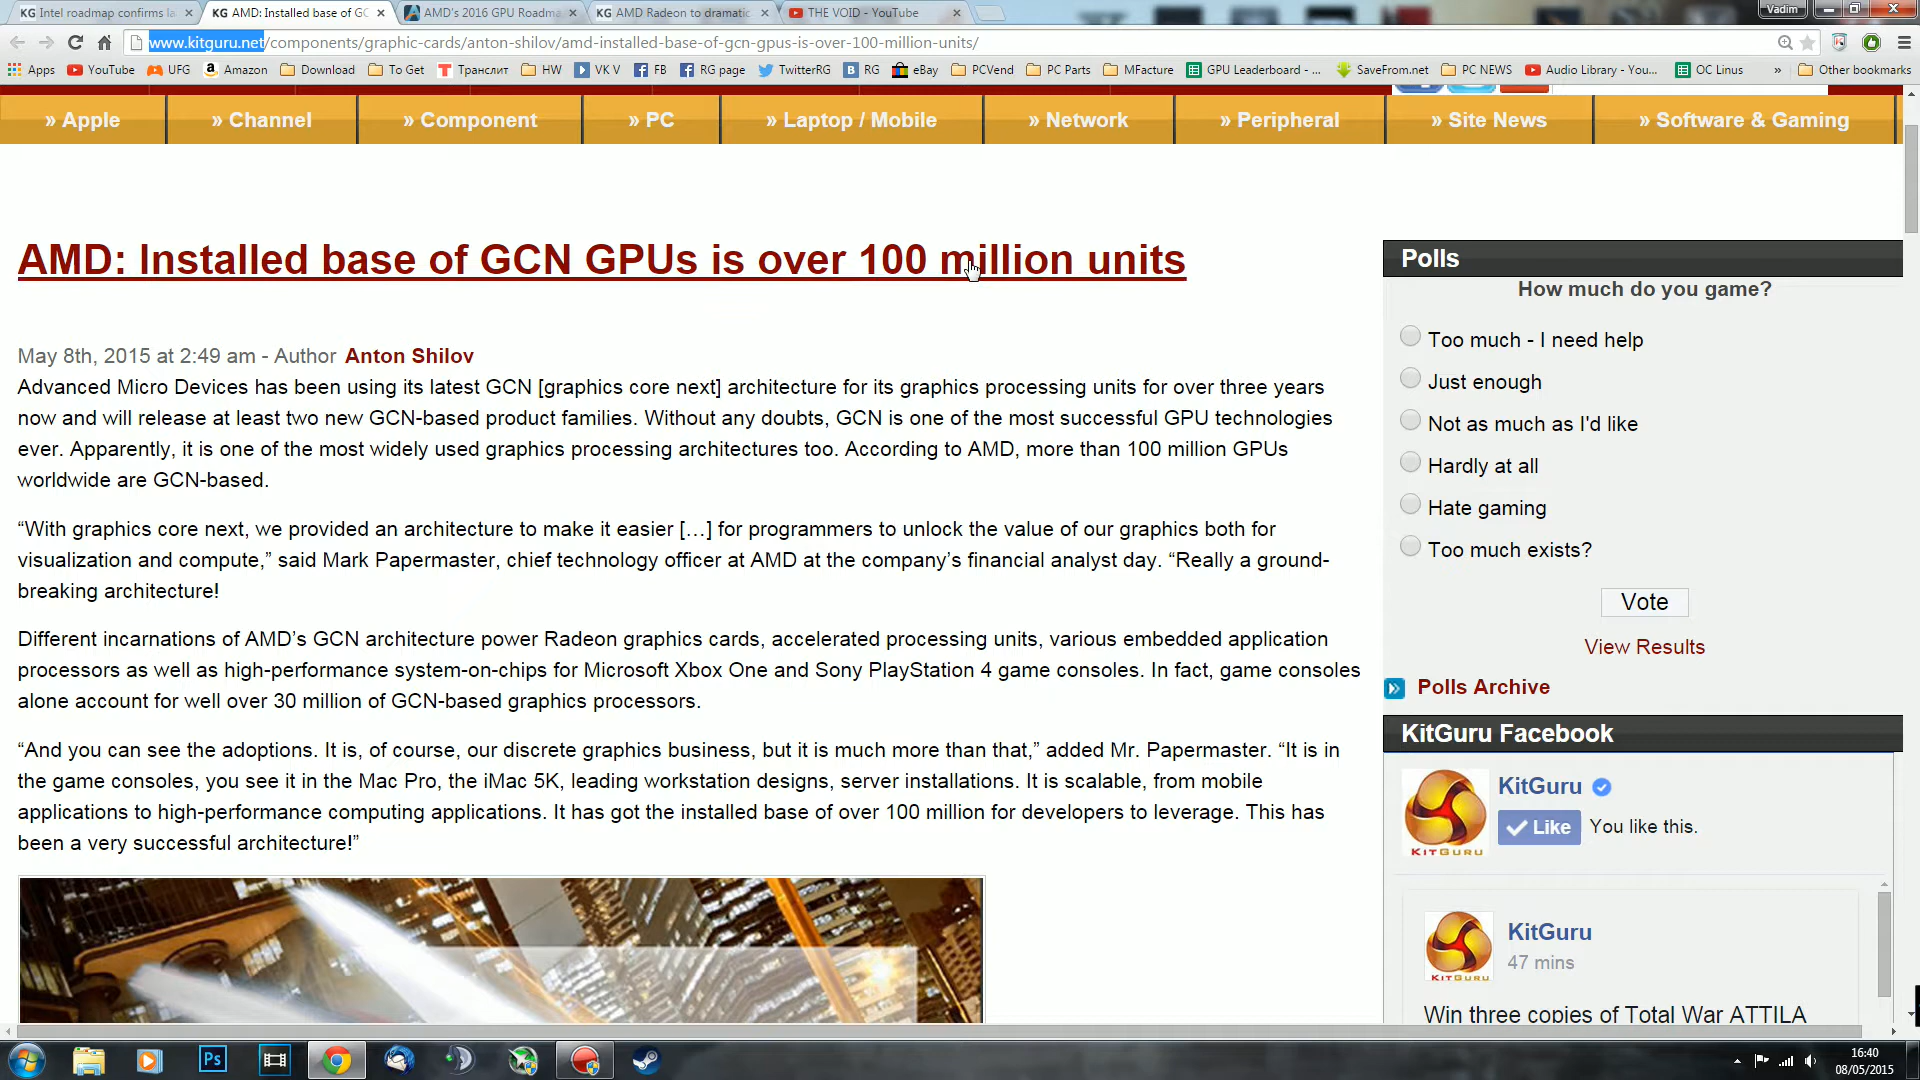 KG Intel roadmap confirms la
KG AMD: Installed base of GC
AMD's 2016 GPU Roadma
KG AMD Radeon to dramatic
THE VOID - YouTube
Vadim
www.kitguru.net/components/graphic-cards/anton-shilov/amd-installed-base-of-gcn-gpus-is-over-100-million-units/
Apps YouTube UFG Amazon Download To Get Транслит HW VK V FB RG page TwitterRG RG eBay PCVend PC Parts MFacture GPU Leaderboard - ... SaveFrom.net PC NEWS Audio Library - You... OC Linus » Other bookmarks
» Apple » Channel » Component » PC » Laptop / Mobile » Network » Peripheral » Site News » Software & Gaming
AMD: Installed base of GCN GPUs is over 100 million units
May 8th, 2015 at 2:49 am - Author Anton Shilov
Advanced Micro Devices has been using its latest GCN [graphics core next] architecture for its graphics processing units for over three years
now and will release at least two new GCN-based product families. Without any doubts, GCN is one of the most successful GPU technologies
ever. Apparently, it is one of the most widely used graphics processing architectures too. According to AMD, more than 100 million GPUs
worldwide are GCN-based.
“With graphics core next, we provided an architecture to make it easier […] for programmers to unlock the value of our graphics both for
visualization and compute,” said Mark Papermaster, chief technology officer at AMD at the company’s financial analyst day. “Really a ground-
breaking architecture!
Different incarnations of AMD’s GCN architecture power Radeon graphics cards, accelerated processing units, various embedded application
processors as well as high-performance system-on-chips for Microsoft Xbox One and Sony PlayStation 4 game consoles. In fact, game consoles
alone account for well over 30 million of GCN-based graphics processors.
“And you can see the adoptions. It is, of course, our discrete graphics business, but it is much more than that,” added Mr. Papermaster. “It is in
the game consoles, you see it in the Mac Pro, the iMac 5K, leading workstation designs, server installations. It is scalable, from mobile
applications to high-performance computing applications. It has got the installed base of over 100 million for developers to leverage. This has
been a very successful architecture!”
Polls
How much do you game?
Too much - I need help
Just enough
Not as much as I'd like
Hardly at all
Hate gaming
Too much exists?
Vote
View Results
Polls Archive
KitGuru Facebook
KITGURU
KitGuru
Like You like this.
KITGURU
KitGuru
47 mins
Win three copies of Total War ATTILA
Ps
16:40
08/05/2015